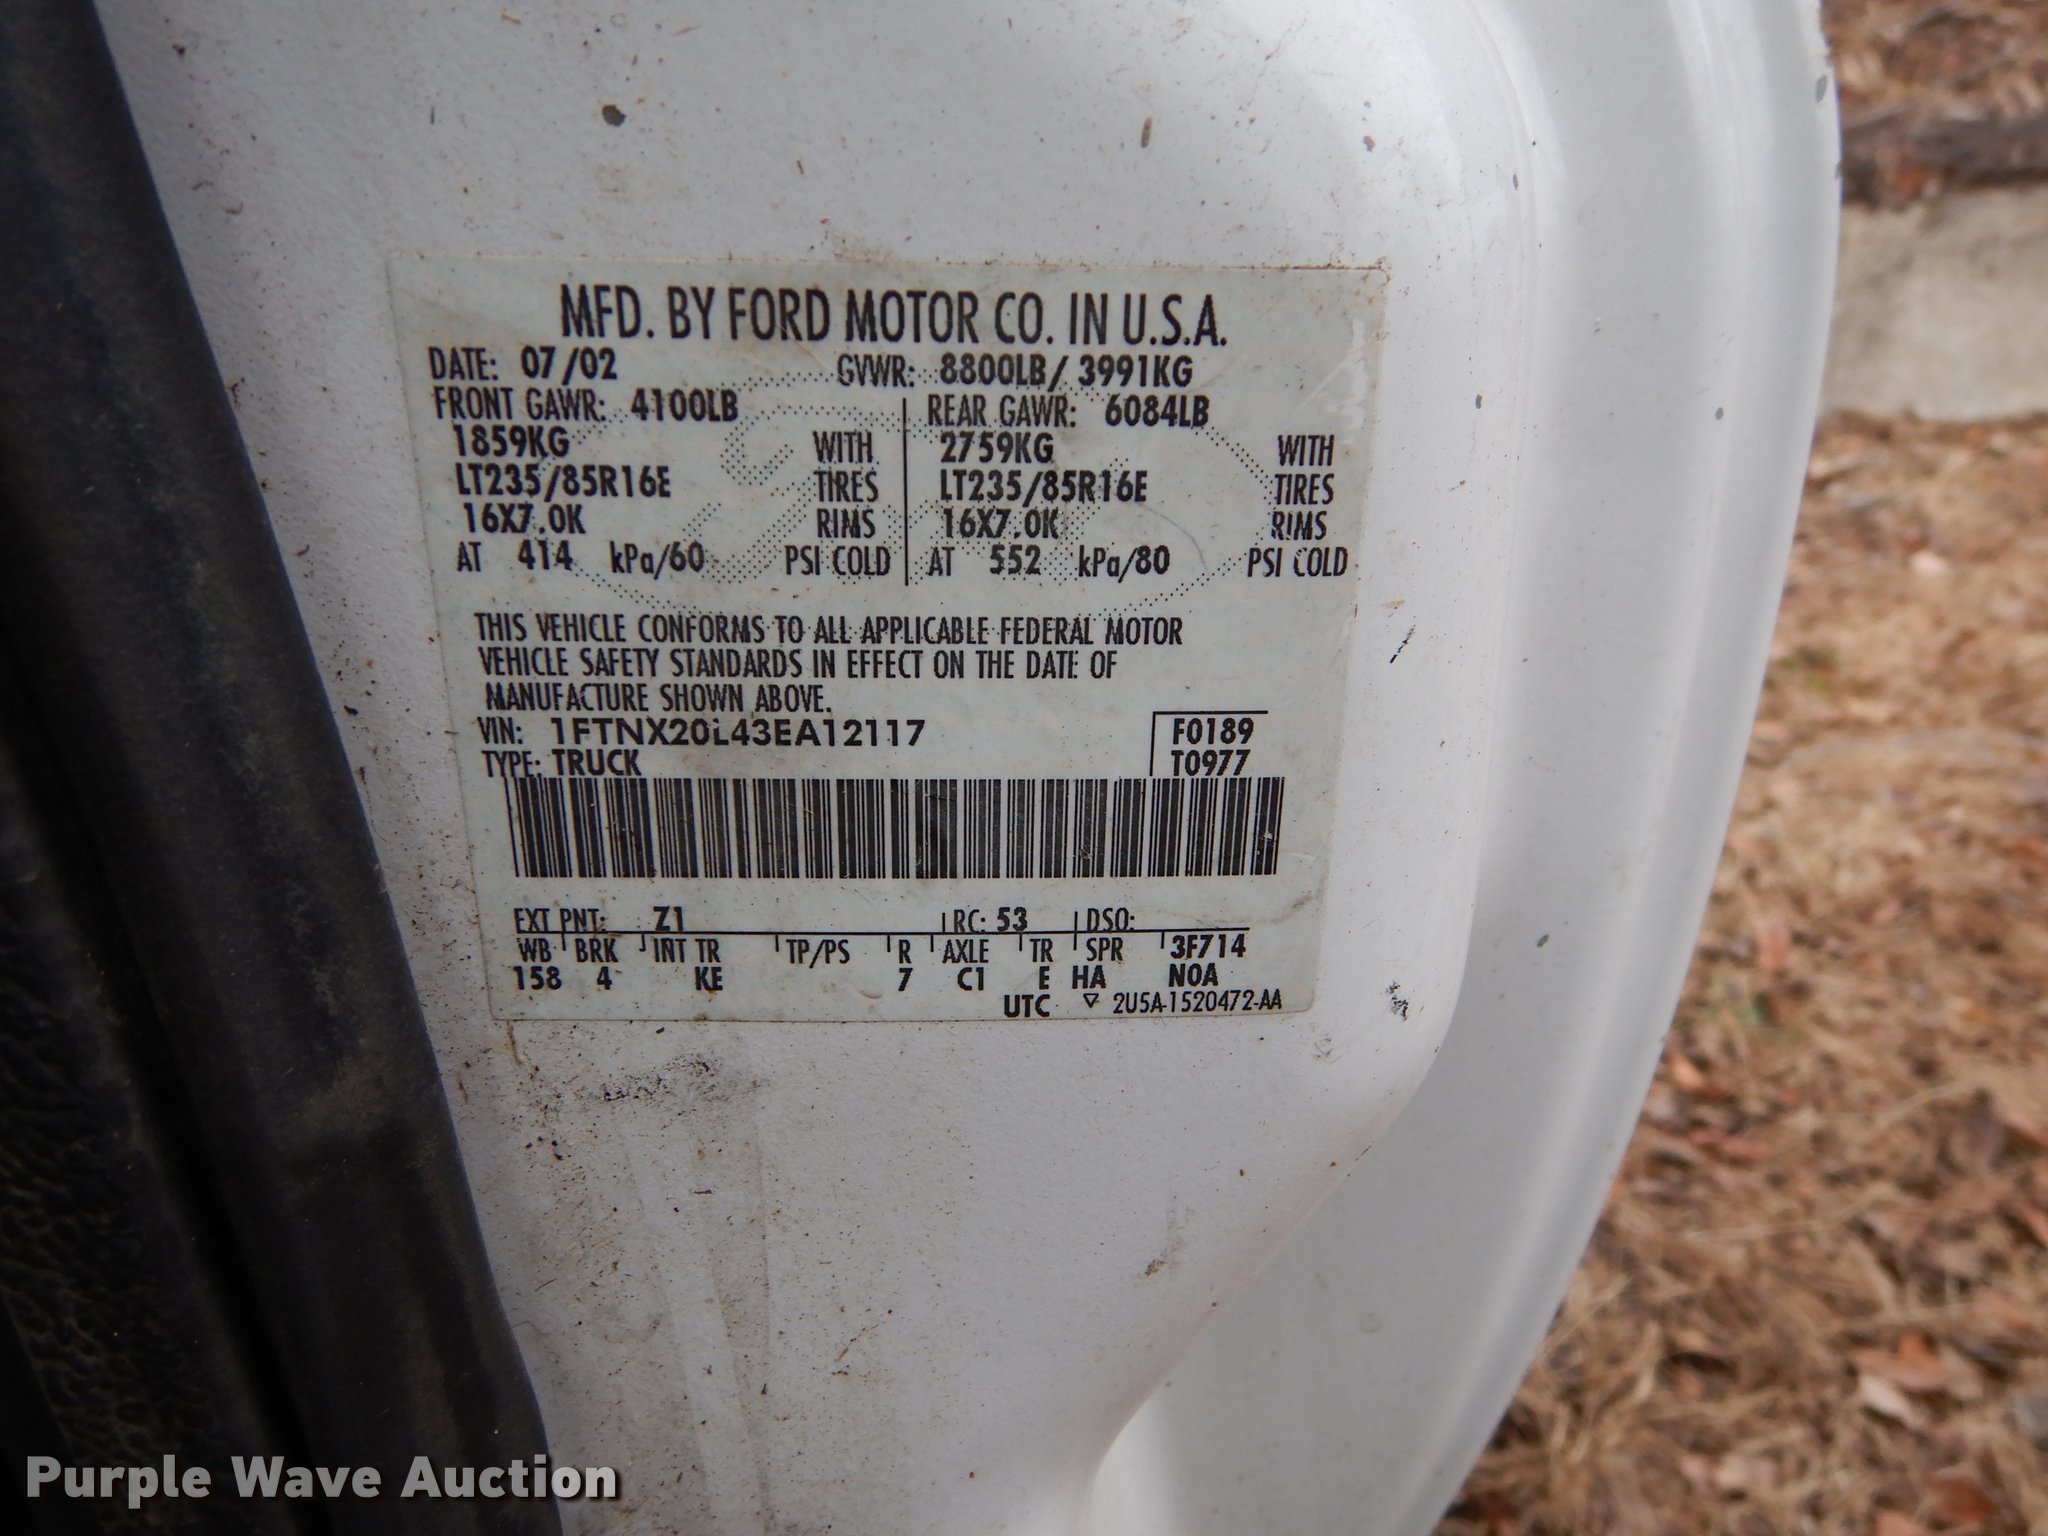 MFD. BY FORD MOTOR CO. IN U.S.A.
DATE: 07/02 GVWR: 8800LB/ 3991KG
FRONT GAWR: 4100LB REAR GAWR: 6084LB
1859KG WITH 2759KG WITH
LT235/85R16E TIRES LT235/85R16E TIRES
16X7.0K RIMS 16X7.0K RIMS
AT 414 kPa/60 PSI COLD AT 552 kPa/80 PSI COLD
THIS VEHICLE CONFORMS TO ALL APPLICABLE FEDERAL MOTOR
VEHICLE SAFETY STANDARDS IN EFFECT ON THE DATE OF
MANUFACTURE SHOWN ABOVE.
VIN: 1FTNX20L43EA12117 F0189
TYPE: TRUCK T0977
EXT PNT: Z1 RC: 53 DSO:
WB BRK INT TR TP/PS R AXLE TR SPR 3F714
158 4 KE 7 C1 E HA NOA
UTC ▽ 2U5A-1520472-AA
Purple Wave Auction